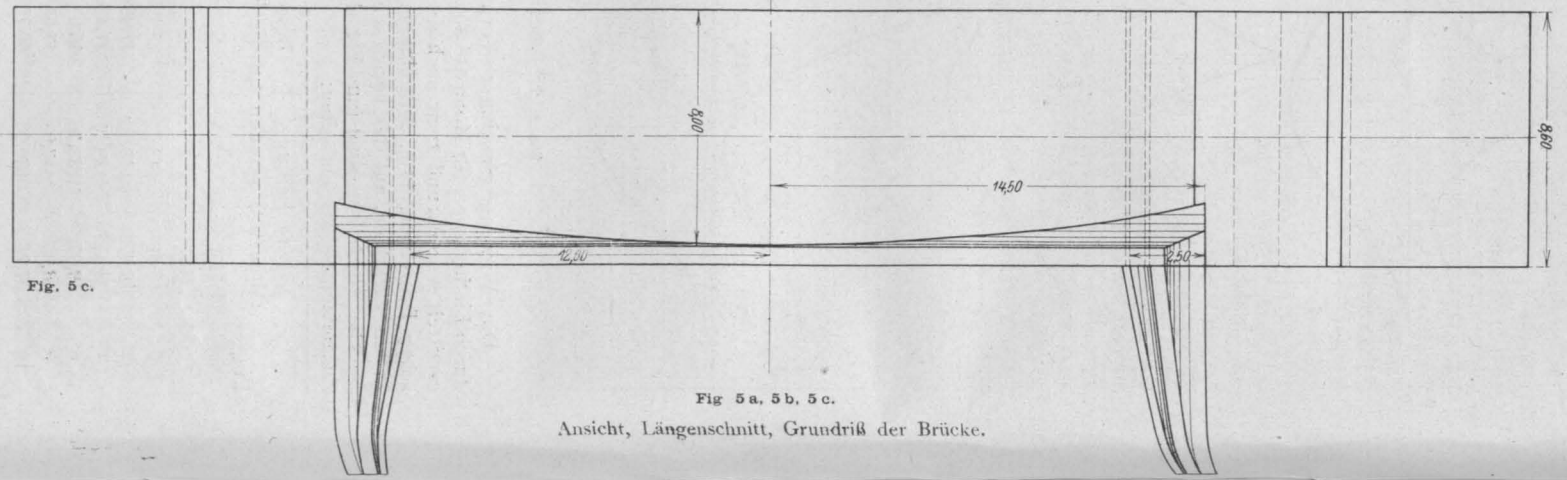 8,00
8,60
14,50
12,50
2,50
Fig. 5 c.
Fig 5 a, 5 b, 5 c.
Ansicht, Längenschnitt, Grundriß der Brücke.